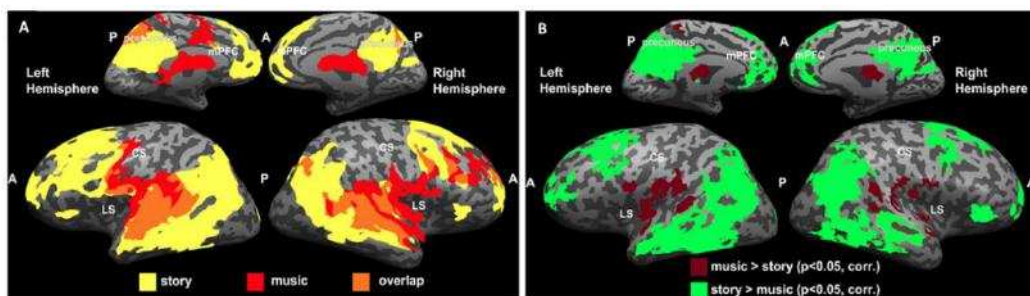 A
P precuneus mPFC A mPFC precuneus P
Left Hemisphere
Right Hemisphere
CS CS
A P A
LS LS
story music overlap
B
P precuneus mPFC A mPFC precuneus P
Left Hemisphere
Right Hemisphere
CS CS
A P A
LS LS
music > story (p<0.05, corr.)
story > music (p<0.05, corr.)